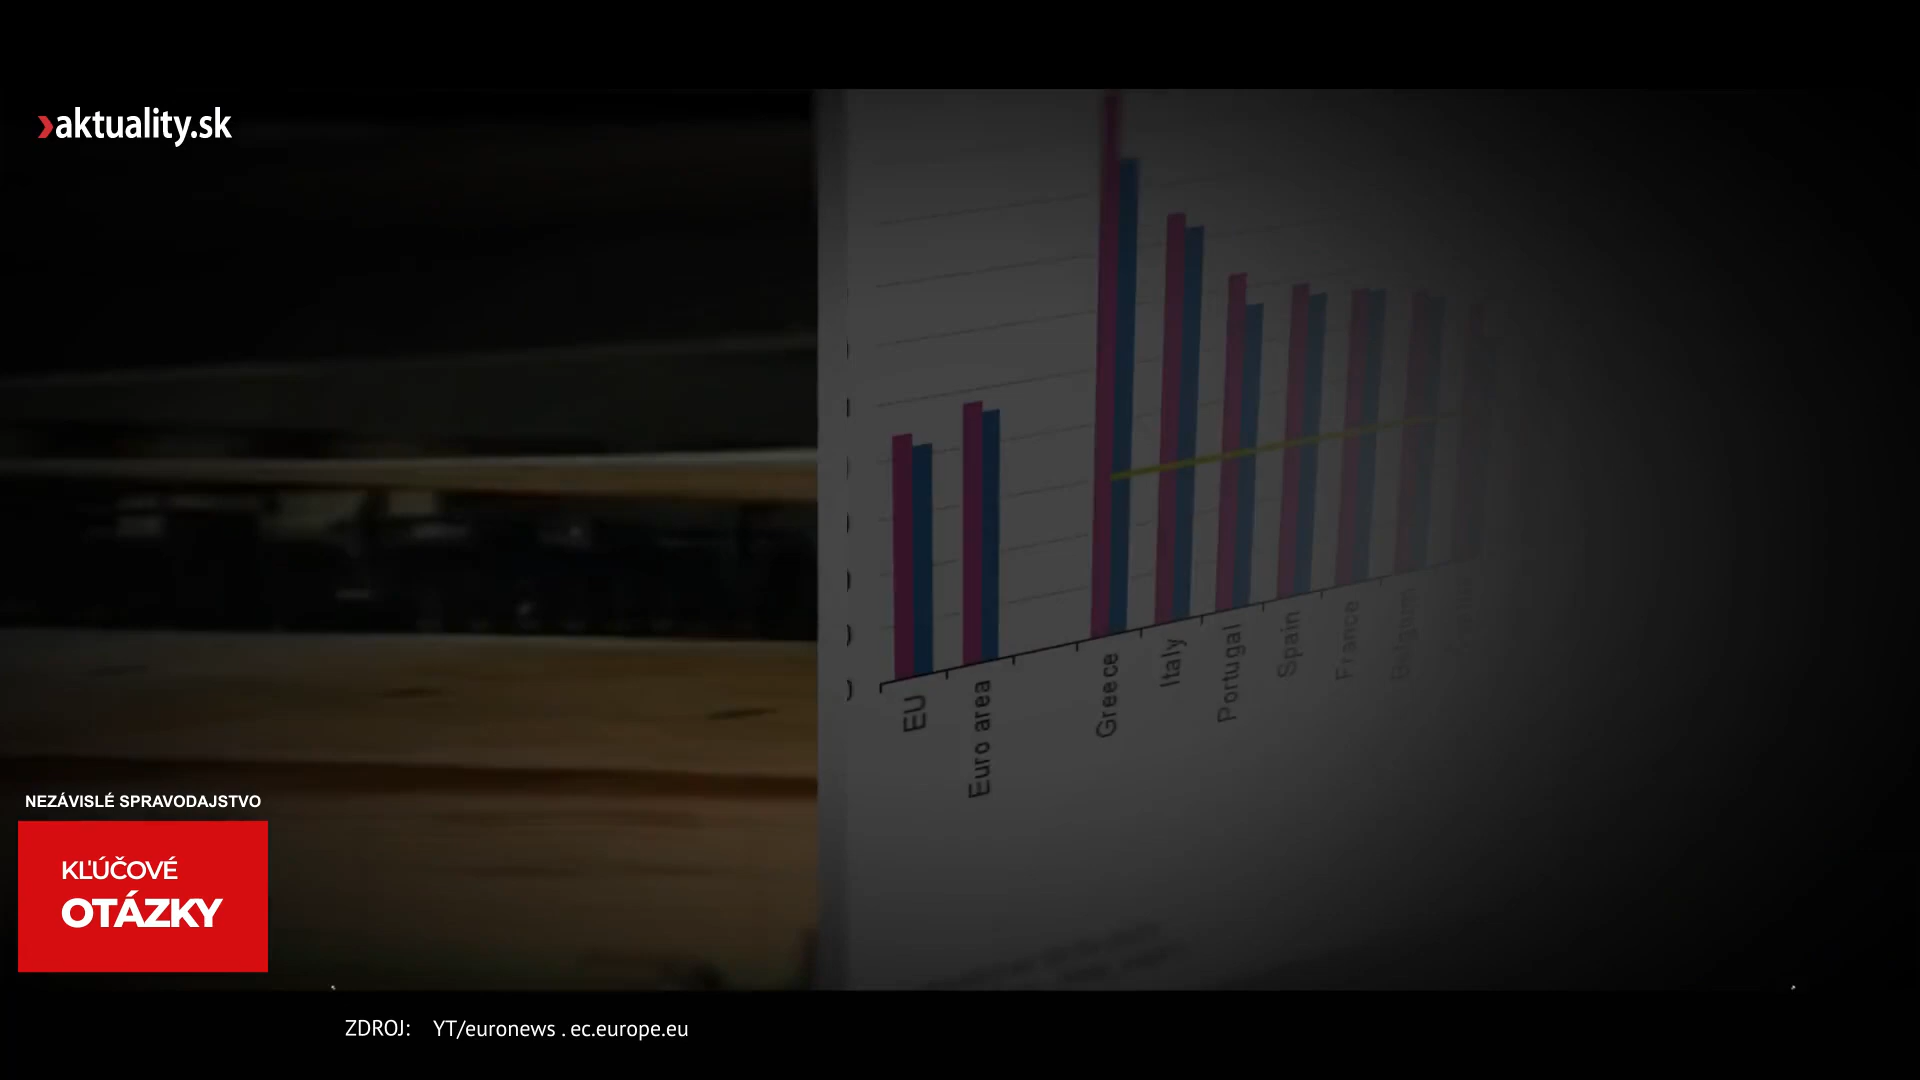 aktuality.sk
EU
Euro area
Greece
Italy
Portugal
Spain
France
Belgium
NEZÁVISLÉ SPRAVODAJSTVO
KĽÚČOVÉ
OTÁZKY
ZDROJ: YT/euronews . ec.europe.eu